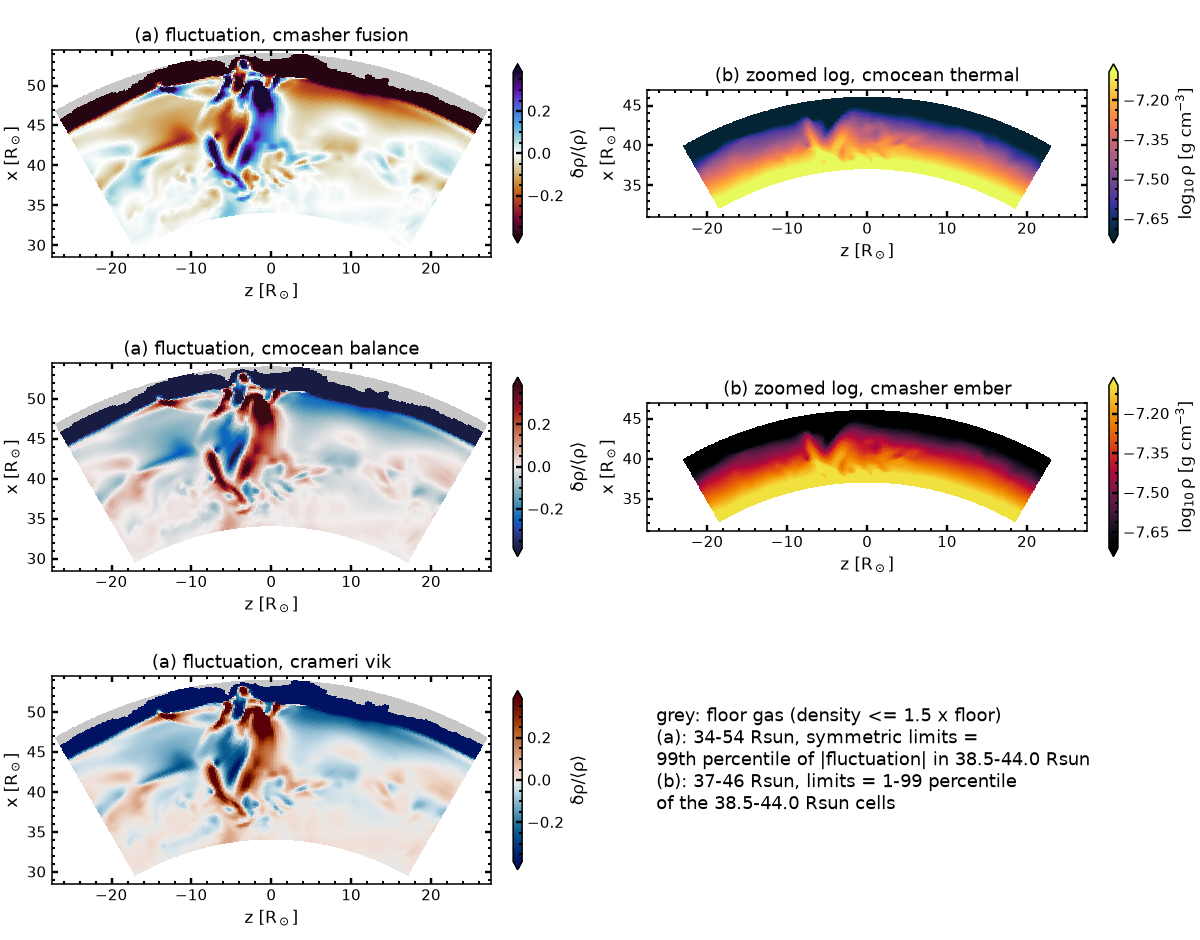 (a) fluctuation, cmasher fusion
x [R⊙]
50
45
40
35
30
−20
−10
0
10
20
z [R⊙]
0.2
0.0
−0.2
δρ/⟨ρ⟩
(b) zoomed log, cmocean thermal
x [R⊙]
45
40
35
−20
−10
0
10
20
z [R⊙]
−7.20
−7.35
−7.50
−7.65
log₁₀ ρ [g cm⁻³]
(a) fluctuation, cmocean balance
x [R⊙]
50
45
40
35
30
−20
−10
0
10
20
z [R⊙]
0.2
0.0
−0.2
δρ/⟨ρ⟩
(b) zoomed log, cmasher ember
x [R⊙]
45
40
35
−20
−10
0
10
20
z [R⊙]
−7.20
−7.35
−7.50
−7.65
log₁₀ ρ [g cm⁻³]
(a) fluctuation, crameri vik
x [R⊙]
50
45
40
35
30
−20
−10
0
10
20
z [R⊙]
0.2
0.0
−0.2
δρ/⟨ρ⟩
grey: floor gas (density <= 1.5 x floor)
(a): 34-54 Rsun, symmetric limits =
99th percentile of |fluctuation| in 38.5-44.0 Rsun
(b): 37-46 Rsun, limits = 1-99 percentile
of the 38.5-44.0 Rsun cells